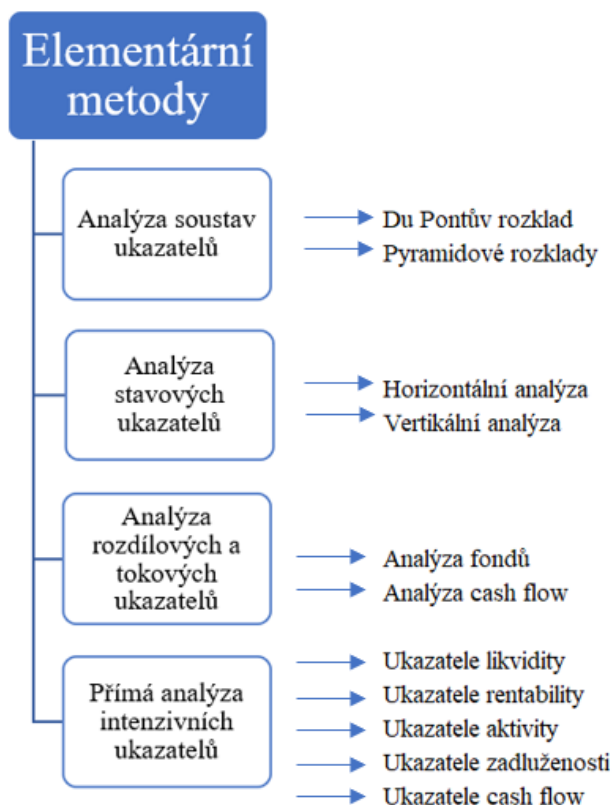 Elementární
metody
Analýza soustav
ukazatelů
Du Pontův rozklad
Pyramidové rozklady
Analýza
stavových
ukazatelů
Horizontální analýza
Vertikální analýza
Analýza
rozdílových a
tokových
ukazatelů
Analýza fondů
Analýza cash flow
Přímá analýza
intenzivních
ukazatelů
Ukazatele likvidity
Ukazatele rentability
Ukazatele aktivity
Ukazatele zadluženosti
Ukazatele cash flow